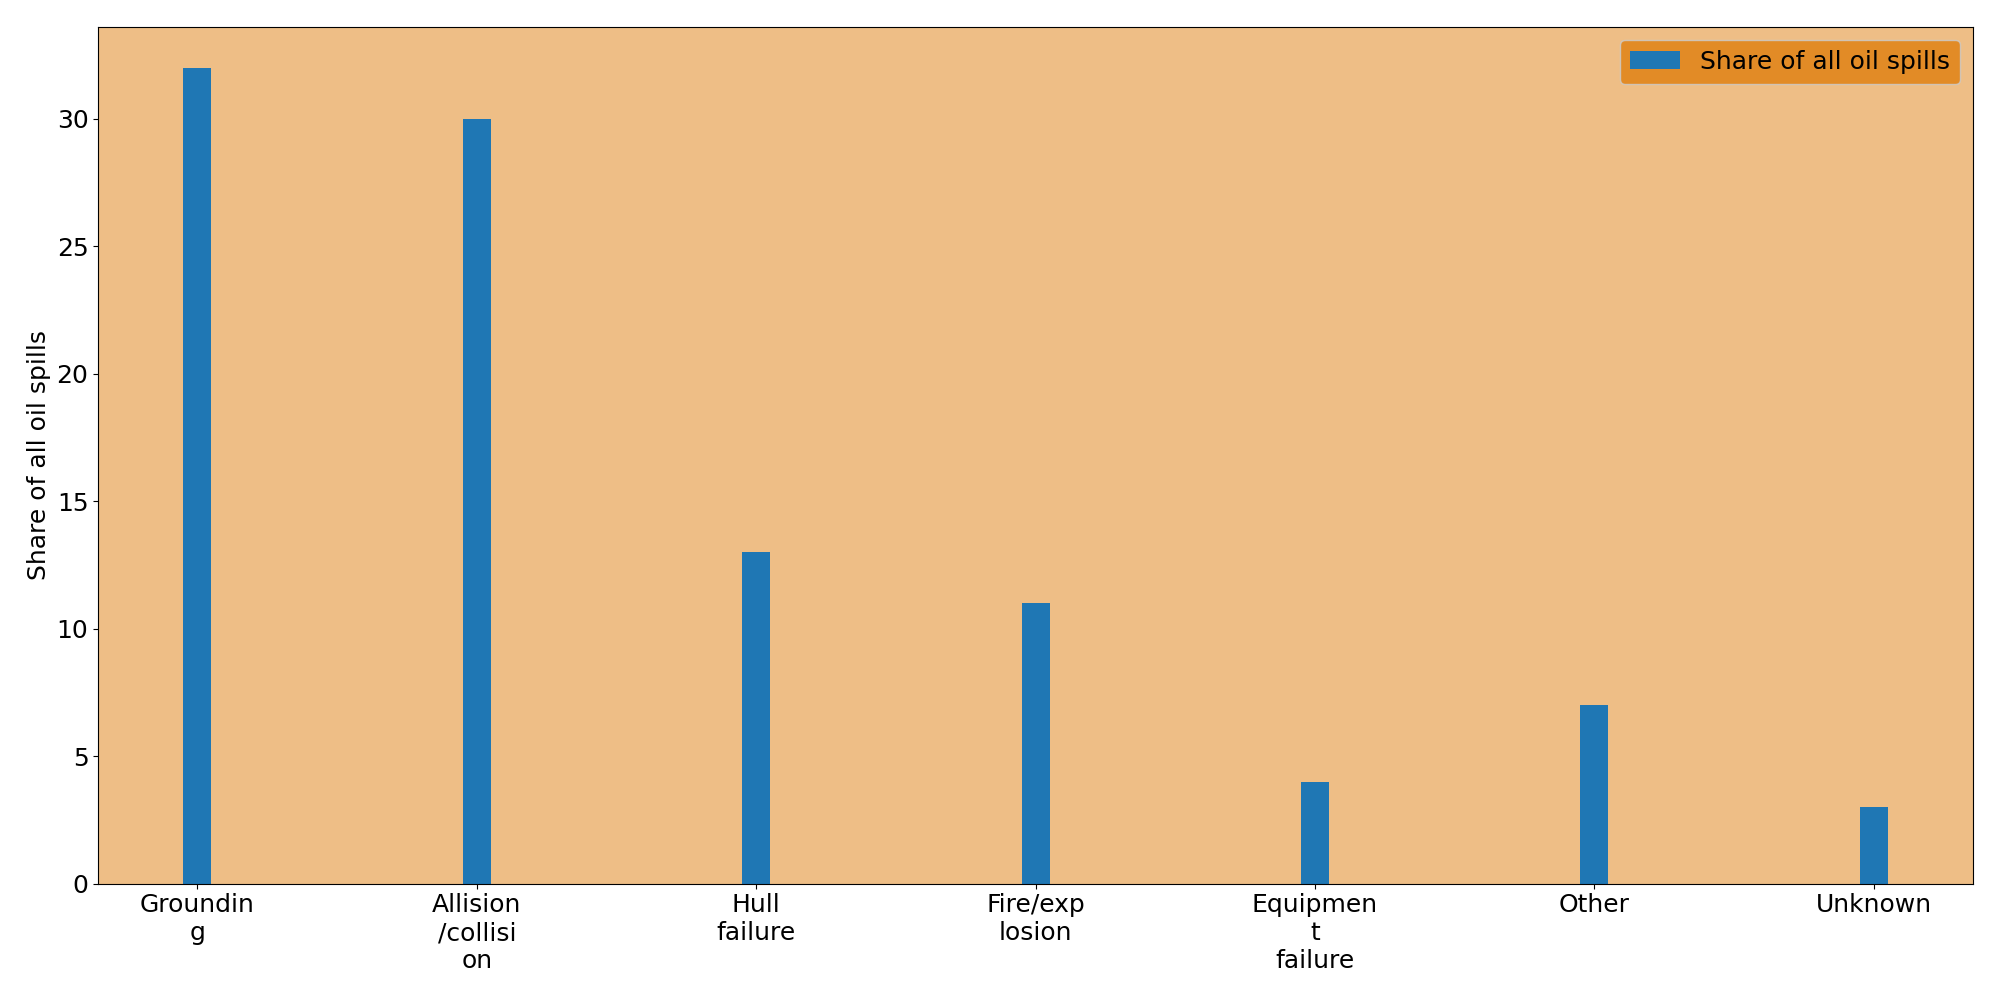 Share of all oil spills
Share of all oil spills
30
25
20
15
10
5
0
Groundin
g
Allision
/collisi
on
Hull
failure
Fire/exp
losion
Equipmen
t
failure
Other
Unknown